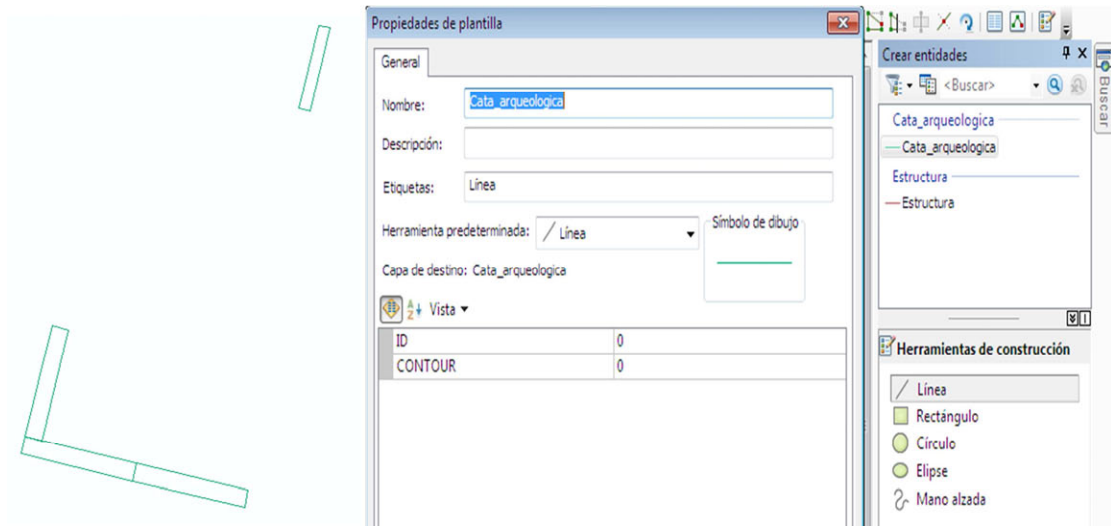 Propiedades de plantilla
General
Nombre: Cata_arqueologica
Descripción:
Etiquetas: Línea
Herramienta predeterminada: Línea
Símbolo de dibujo
Capa de destino: Cata_arqueologica
Vista
ID 0
CONTOUR 0
Crear entidades
<Buscar>
Cata_arqueologica
Cata_arqueologica
Estructura
Estructura
Herramientas de construcción
Línea
Rectángulo
Círculo
Elipse
Mano alzada
Buscar